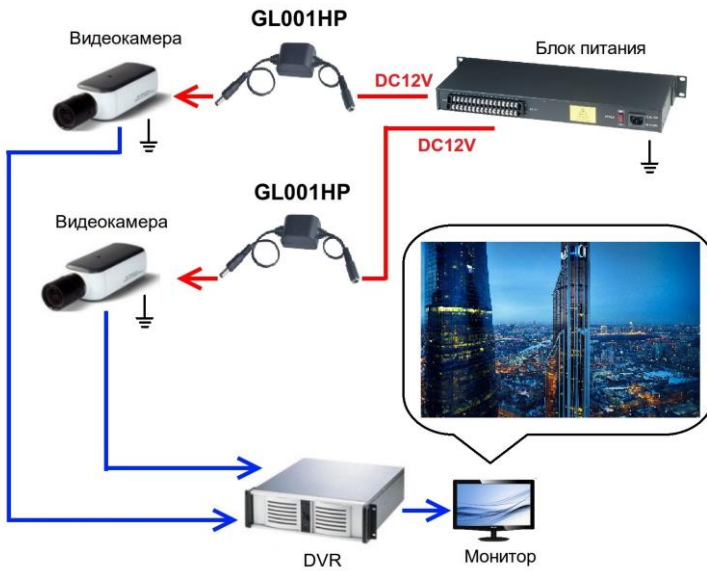 GL001HP
Видеокамера
Блок питания
DC12V
DC12V
GL001HP
Видеокамера
DVR
Монитор